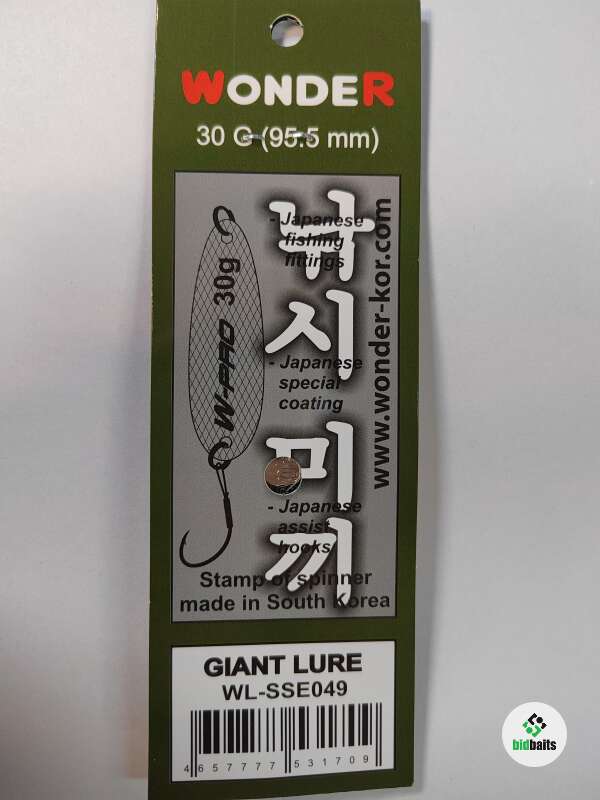 WONDER
30 G (95.5 mm)
W-PRO 30g
낚시 미끼
- Japanese
fishing
fittings
- Japanese
special
coating
- Japanese
assist
hooks
www.wonder-kor.com
Stamp of spinner
made in South Korea
GIANT LURE
WL-SSE049
4 657777 531709
bidbaits